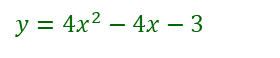 y = 4x² − 4x − 3